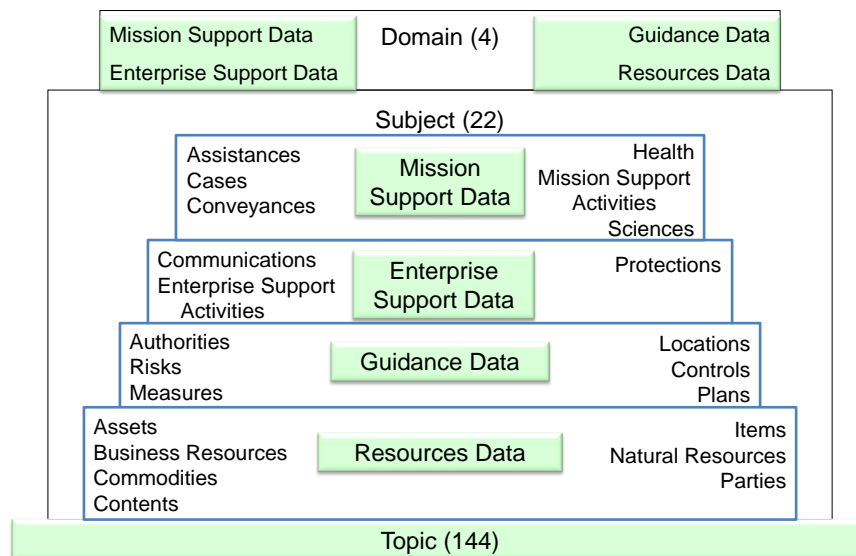 Mission Support Data
Enterprise Support Data
Domain (4)
Guidance Data
Resources Data
Subject (22)
Assistances
Cases
Conveyances
Mission
Support Data
Health
Mission Support
Activities
Sciences
Communications
Enterprise Support
Activities
Enterprise
Support Data
Protections
Authorities
Risks
Measures
Guidance Data
Locations
Controls
Plans
Assets
Business Resources
Commodities
Contents
Resources Data
Items
Natural Resources
Parties
Topic (144)